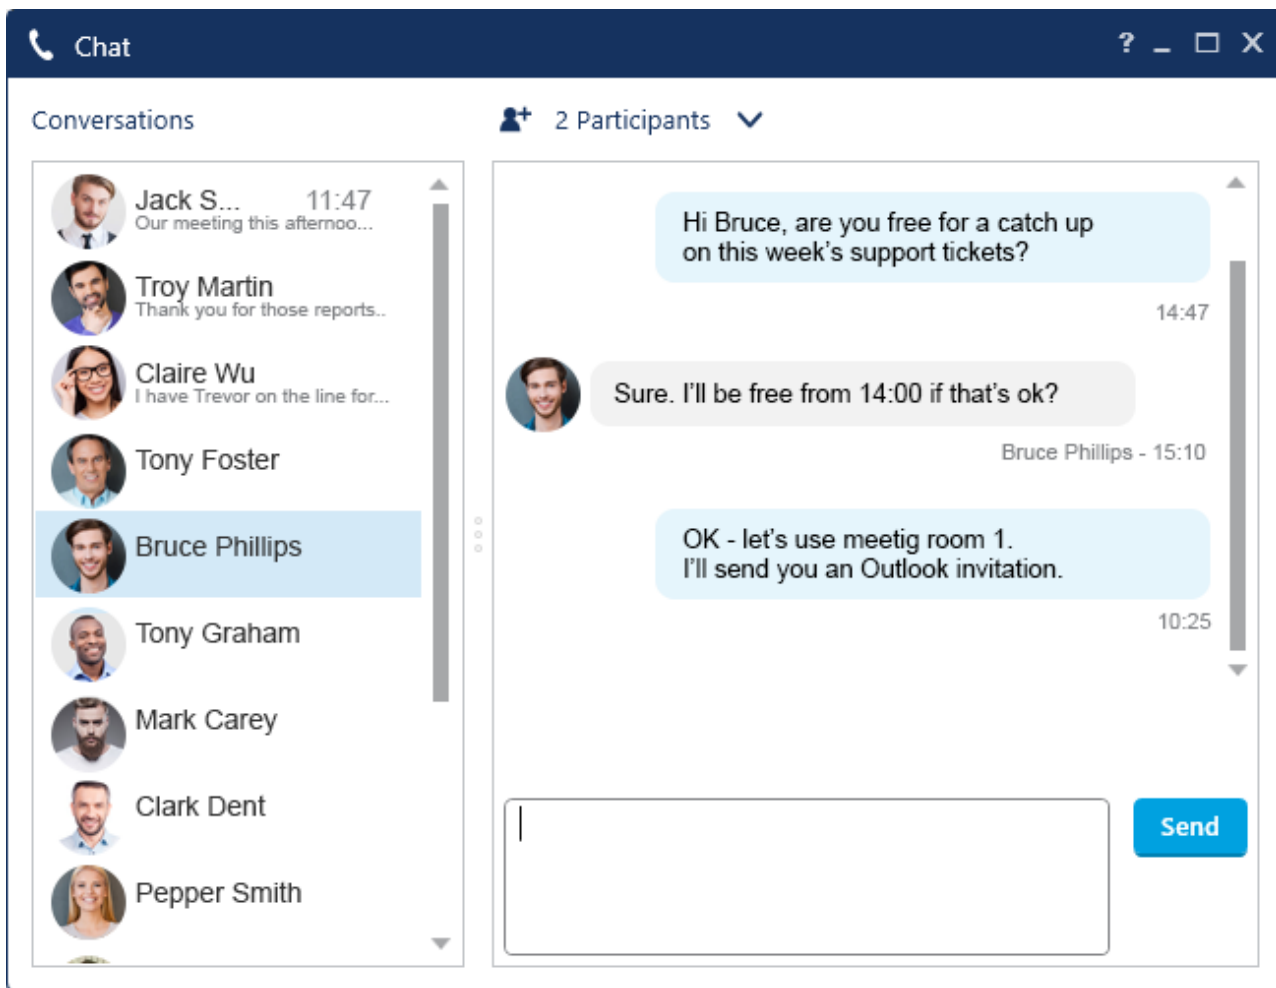 Chat
?
Conversations
2 Participants
Jack S... 11:47
Our meeting this afternoo...
Troy Martin
Thank you for those reports..
Claire Wu
I have Trevor on the line for...
Tony Foster
Bruce Phillips
Tony Graham
Mark Carey
Clark Dent
Pepper Smith
Hi Bruce, are you free for a catch up
on this week's support tickets?
14:47
Sure. I'll be free from 14:00 if that's ok?
Bruce Phillips - 15:10
OK - let's use meetig room 1.
I'll send you an Outlook invitation.
10:25
Send